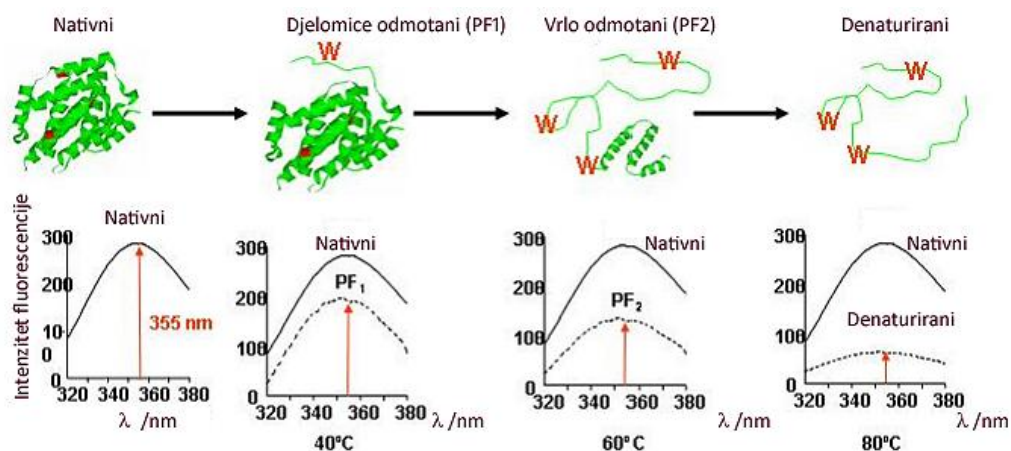 Nativni
Djelomice odmotani (PF1)
Vrlo odmotani (PF2)
Denaturirani
W
W
W
W
W
W
W
Intenzitet fluorescencije
Nativni
300
200
10
0
0
355 nm
320 340 360 380
λ /nm
Nativni
PF1
300
200
100
0
320 340 360 380
λ /nm
40°C
Nativni
PF2
300
200
100
0
320 340 360 380
λ /nm
60°C
Nativni
Denaturirani
300
200
100
0
320 340 360 380
λ /nm
80°C